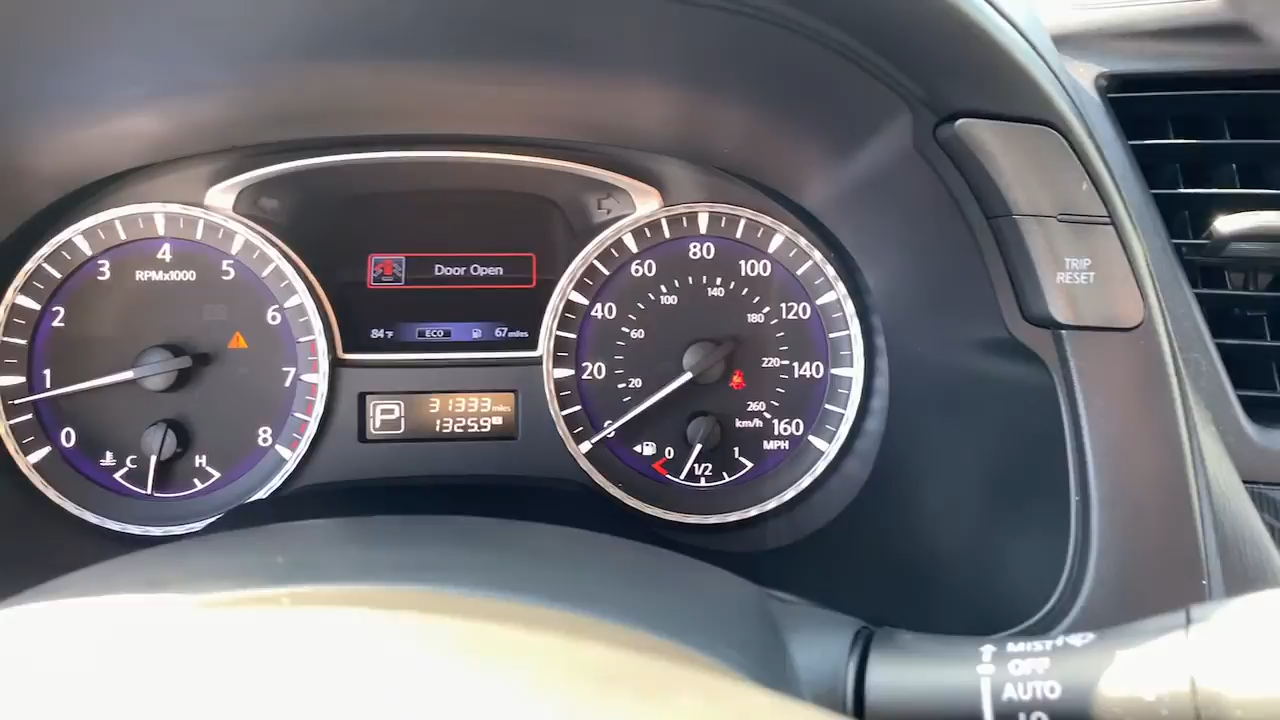 RPMx1000
0 1 2 3 4 5 6 7 8
C H
Door Open
84°F ECO 67 miles
P 31333 miles
1325.9
0 20 40 60 80 100 120 140 160
MPH
20 60 100 140 180 220 260
km/h
0 1/2 1
TRIP
RESET
MIST
OFF
AUTO
LO